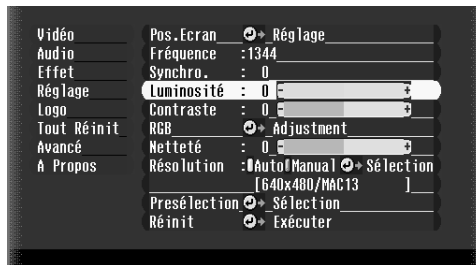 Vidéo
Audio
Effet
Réglage
Logo
Tout Réinit
Avancé
A Propos
Pos.Ecran Réglage
Fréquence :1344
Synchro. : 0
Luminosité : 0 - +
Contraste : 0 - +
RGB Adjustment
Netteté : 0 - +
Résolution : Auto Manual Sélection
[640x480/MAC13 ]
Presélection Sélection
Réinit Exécuter